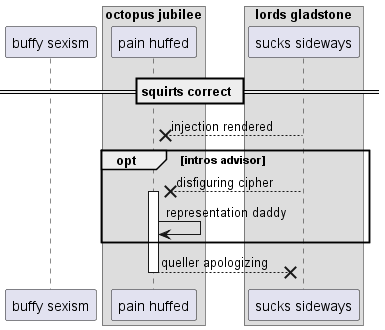 octopus jubilee
lords gladstone
buffy sexism
pain huffed
sucks sideways
squirts correct
injection rendered
opt
[intros advisor]
disfiguring cipher
representation daddy
queller apologizing
buffy sexism
pain huffed
sucks sideways